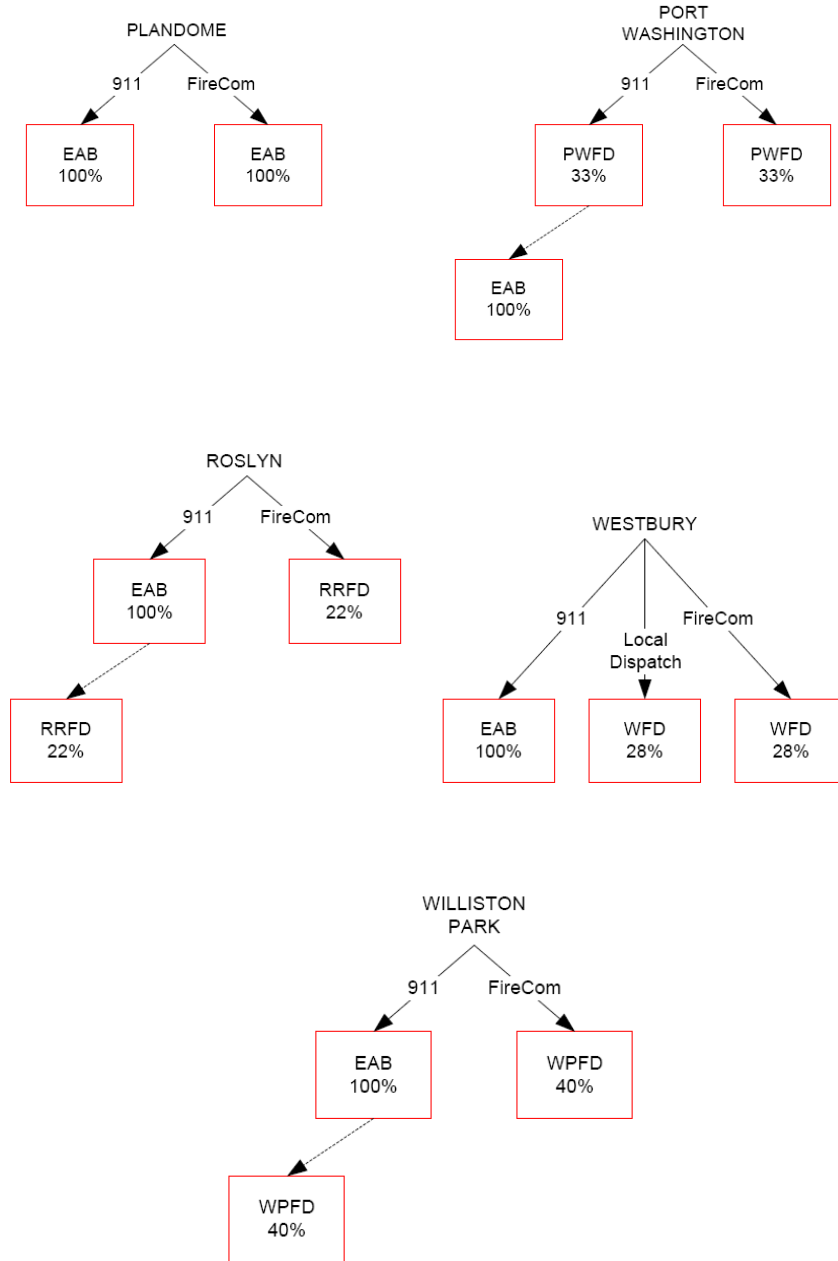 PLANDOME
911
FireCom
EAB
100%
EAB
100%
PORT
WASHINGTON
911
FireCom
PWFD
33%
PWFD
33%
EAB
100%
ROSLYN
911
FireCom
EAB
100%
RRFD
22%
RRFD
22%
WESTBURY
911
Local
Dispatch
FireCom
EAB
100%
WFD
28%
WFD
28%
WILLISTON
PARK
911
FireCom
EAB
100%
WPFD
40%
WPFD
40%